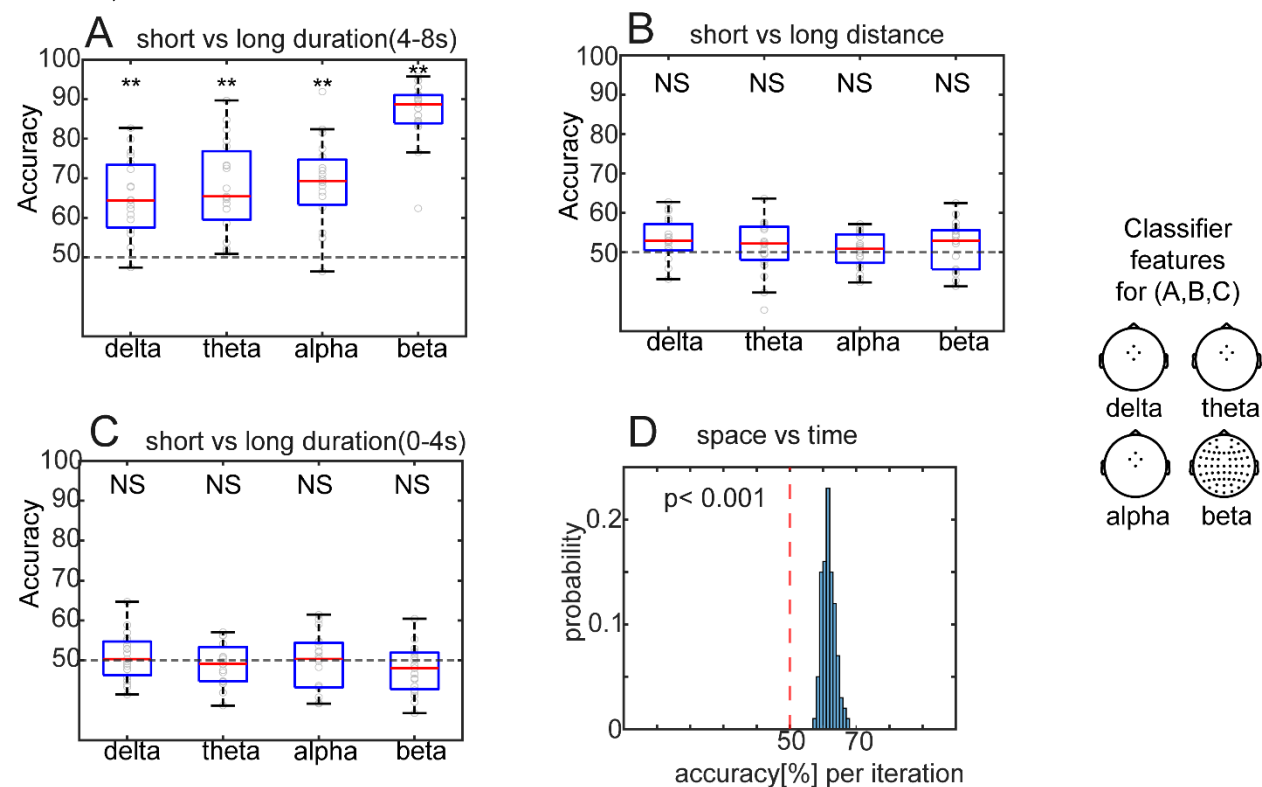 A short vs long duration(4-8s)
Accuracy
100
90
80
70
60
50
** ** ** **
delta theta alpha beta
B short vs long distance
Accuracy
100
90
80
70
60
50
NS NS NS NS
delta theta alpha beta
C short vs long duration(0-4s)
Accuracy
100
90
80
70
60
50
NS NS NS NS
delta theta alpha beta
D space vs time
p< 0.001
probability
0.2
0.1
0
50 70
accuracy[%] per iteration
Classifier
features
for (A,B,C)
delta theta
alpha beta